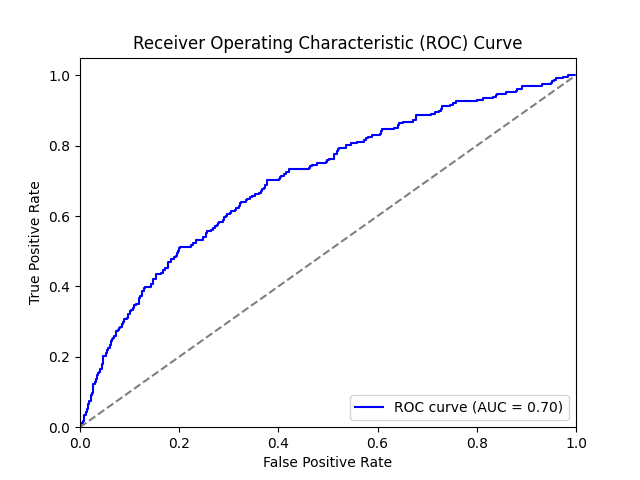 Receiver Operating Characteristic (ROC) Curve
True Positive Rate
1.0
0.8
0.6
0.4
0.2
0.0
0.0 0.2 0.4 0.6 0.8 1.0
False Positive Rate
ROC curve (AUC = 0.70)